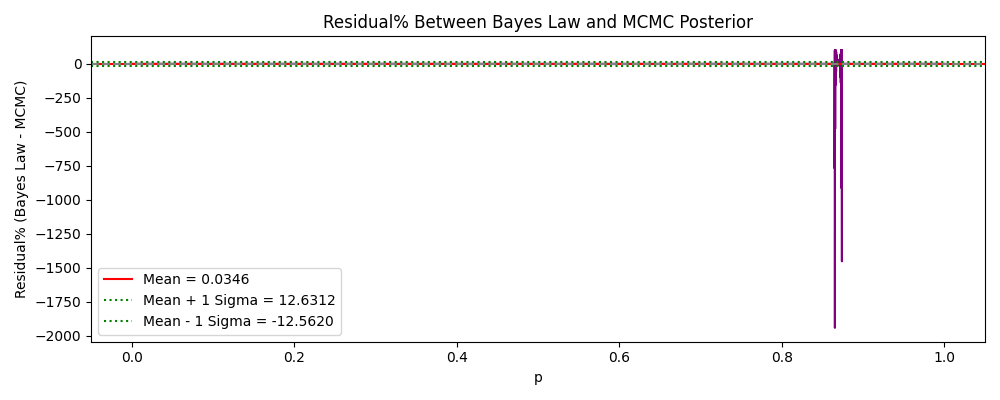 Residual% Between Bayes Law and MCMC Posterior
Residual% (Bayes Law - MCMC)
0
−250
−500
−750
−1000
−1250
−1500
−1750
−2000
Mean = 0.0346
Mean + 1 Sigma = 12.6312
Mean - 1 Sigma = -12.5620
0.0 0.2 0.4 0.6 0.8 1.0
p